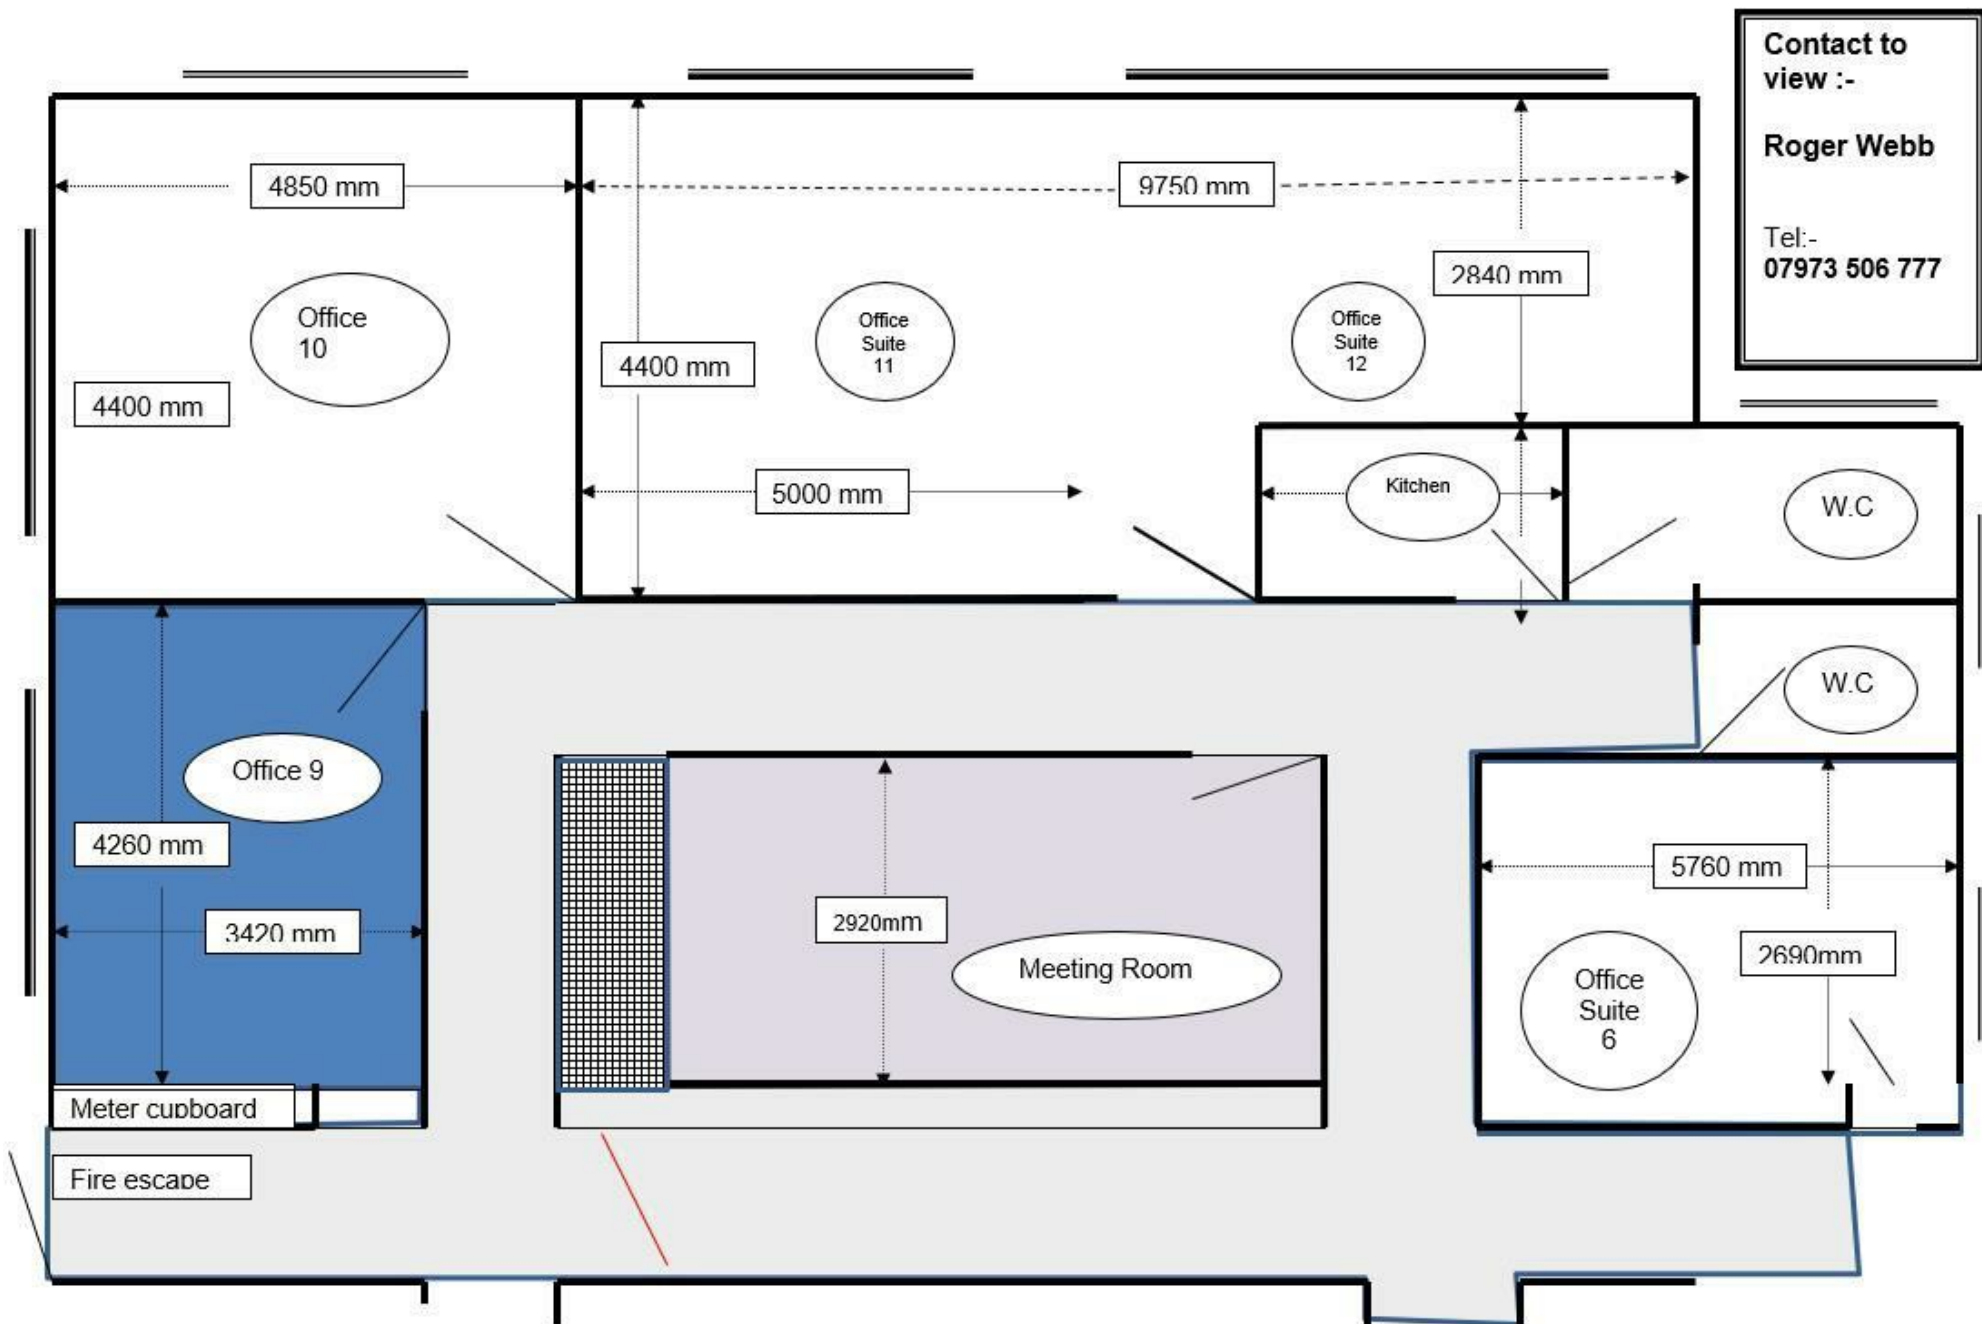 Contact to
view :-
Roger Webb
Tel:-
07973 506 777
4850 mm
9750 mm
2840 mm
Office
10
Office
Suite
11
Office
Suite
12
4400 mm
4400 mm
5000 mm
Kitchen
W.C
W.C
Office 9
4260 mm
3420 mm
2920mm
Meeting Room
5760 mm
2690mm
Office
Suite
6
Meter cupboard
Fire escape